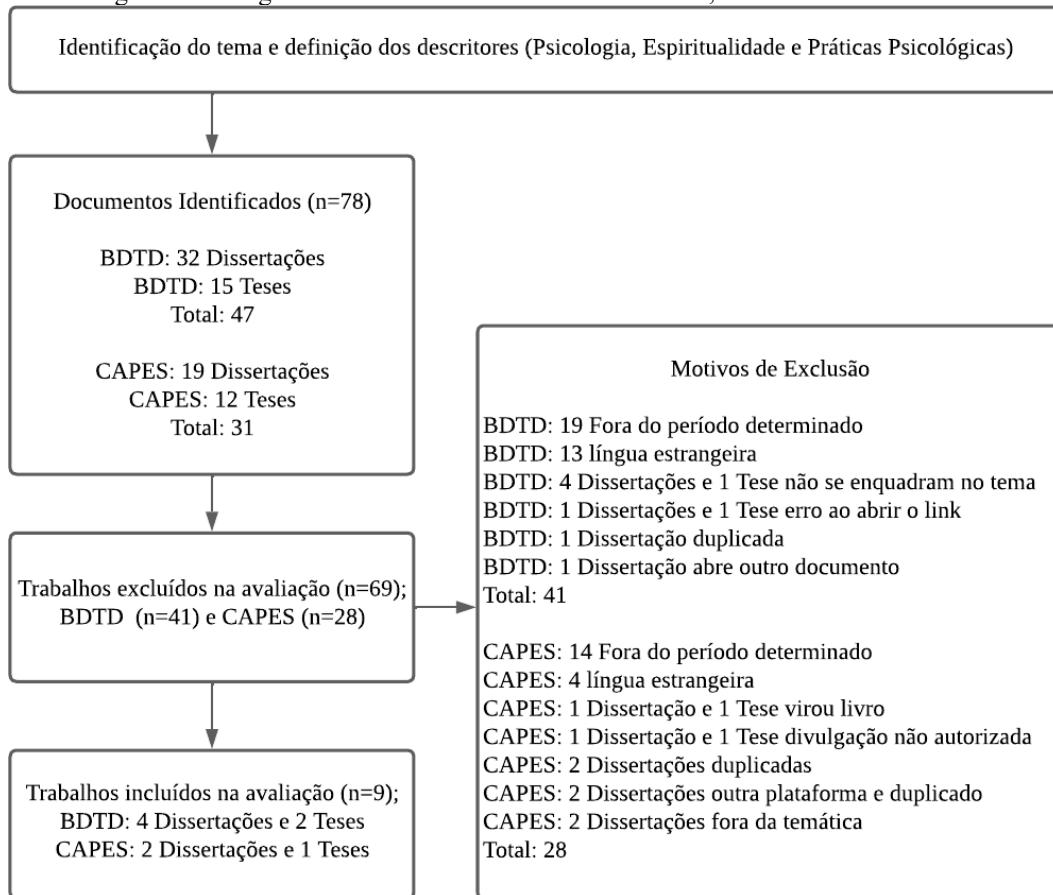 Identificação do tema e definição dos descritores (Psicologia, Espiritualidade e Práticas Psicológicas)
Documentos Identificados (n=78)
BDTD: 32 Dissertações
BDTD: 15 Teses
Total: 47
CAPES: 19 Dissertações
CAPES: 12 Teses
Total: 31
Trabalhos excluídos na avaliação (n=69);
BDTD (n=41) e CAPES (n=28)
Motivos de Exclusão
BDTD: 19 Fora do período determinado
BDTD: 13 língua estrangeira
BDTD: 4 Dissertações e 1 Tese não se enquadram no tema
BDTD: 1 Dissertações e 1 Tese erro ao abrir o link
BDTD: 1 Dissertação duplicada
BDTD: 1 Dissertação abre outro documento
Total: 41
CAPES: 14 Fora do período determinado
CAPES: 4 língua estrangeira
CAPES: 1 Dissertação e 1 Tese virou livro
CAPES: 1 Dissertação e 1 Tese divulgação não autorizada
CAPES: 2 Dissertações duplicadas
CAPES: 2 Dissertações outra plataforma e duplicado
CAPES: 2 Dissertações fora da temática
Total: 28
Trabalhos incluídos na avaliação (n=9);
BDTD: 4 Dissertações e 2 Teses
CAPES: 2 Dissertações e 1 Teses